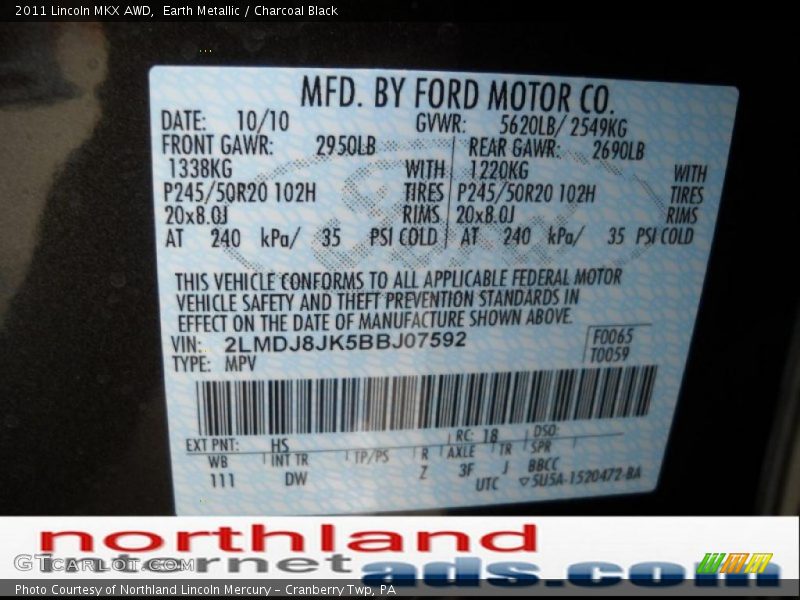 2011 Lincoln MKX AWD,  Earth Metallic / Charcoal Black
MFD. BY FORD MOTOR CO.
DATE: 10/10 GVWR: 5620LB/ 2549KG
FRONT GAWR: 2950LB REAR GAWR: 2690LB
1338KG WITH 1220KG WITH
P245/50R20 102H TIRES P245/50R20 102H TIRES
20x8.0J RIMS 20x8.0J RIMS
AT 240 kPa/ 35 PSI COLD AT 240 kPa/ 35 PSI COLD
THIS VEHICLE CONFORMS TO ALL APPLICABLE FEDERAL MOTOR
VEHICLE SAFETY AND THEFT PREVENTION STANDARDS IN
EFFECT ON THE DATE OF MANUFACTURE SHOWN ABOVE.
VIN: 2LMDJ8JK5BBJ07592 F0065
TYPE: MPV T0059
EXT PNT: HS RC: 18 DSO:
WB INT TR TP/PS R AXLE TR SPR
111 DW Z 3F J BBCC
UTC ▽5U5A-1520472-BA
northland
internet ads.com
GTCARLOT.COM
Photo Courtesy of Northland Lincoln Mercury – Cranberry Twp, PA